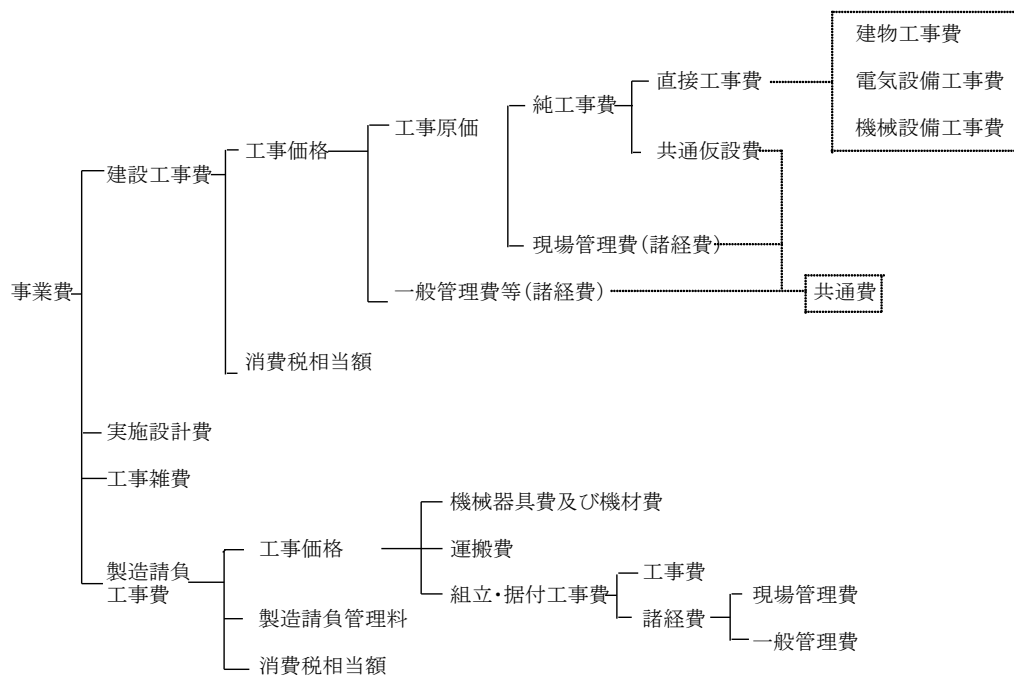 建物工事費
電気設備工事費
機械設備工事費
直接工事費
純工事費
共通仮設費
工事原価
工事価格
建設工事費
現場管理費(諸経費)
一般管理費等(諸経費)
共通費
事業費
消費税相当額
実施設計費
工事雑費
機械器具費及び機材費
工事価格
運搬費
製造請負
工事費
組立・据付工事費
工事費
諸経費
現場管理費
一般管理費
製造請負管理料
消費税相当額